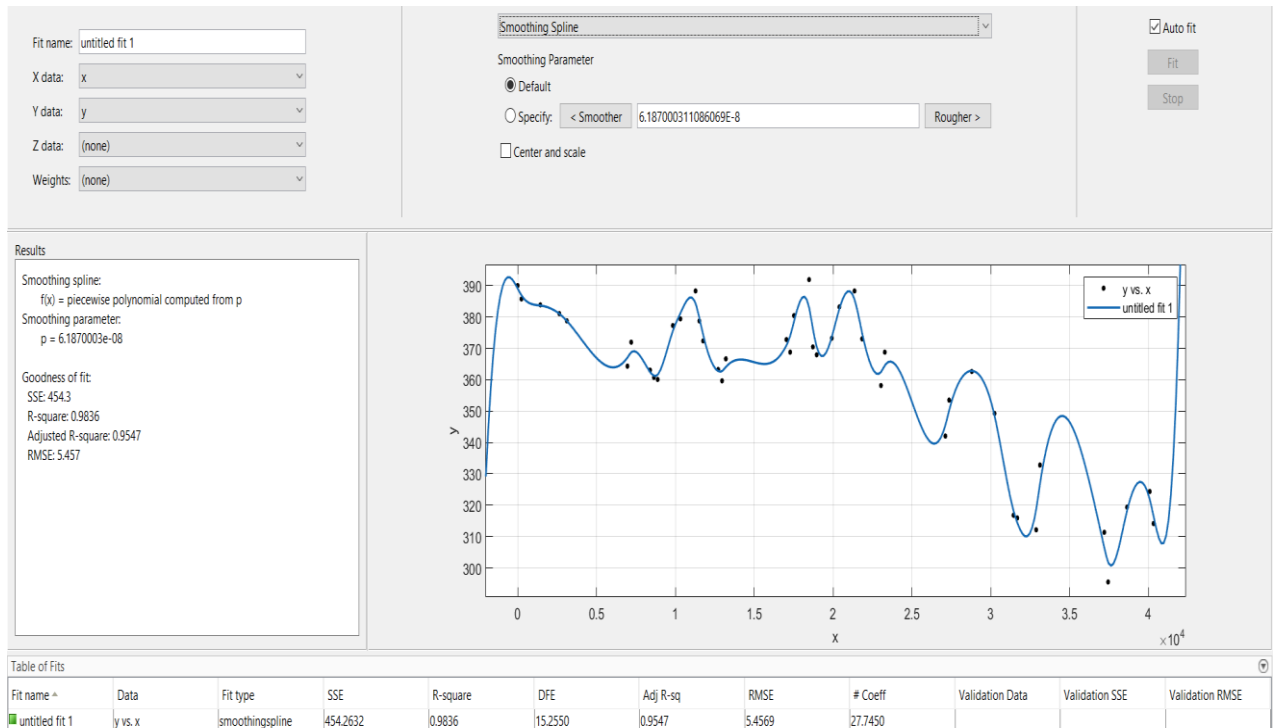 Fit name: untitled fit 1
X data: x
Y data: y
Z data: (none)
Weights: (none)
Smoothing Spline
Smoothing Parameter
Default
Specify: < Smoother 6.187000311086069E-8 Rougher >
Center and scale
Auto fit
Fit
Stop
Results
Smoothing spline:
f(x) = piecewise polynomial computed from p
Smoothing parameter:
p = 6.1870003e-08
Goodness of fit:
SSE: 454.3
R-square: 0.9836
Adjusted R-square: 0.9547
RMSE: 5.457
390
380
370
360
350
340
330
320
310
300
y
0 0.5 1 1.5 2 2.5 3 3.5 4
x
×10⁴
y vs. x
untitled fit 1
Table of Fits
Fit name Data Fit type SSE R-square DFE Adj R-sq RMSE # Coeff Validation Data Validation SSE Validation RMSE
untitled fit 1 y vs. x smoothingspline 454.2632 0.9836 15.2550 0.9547 5.4569 27.7450